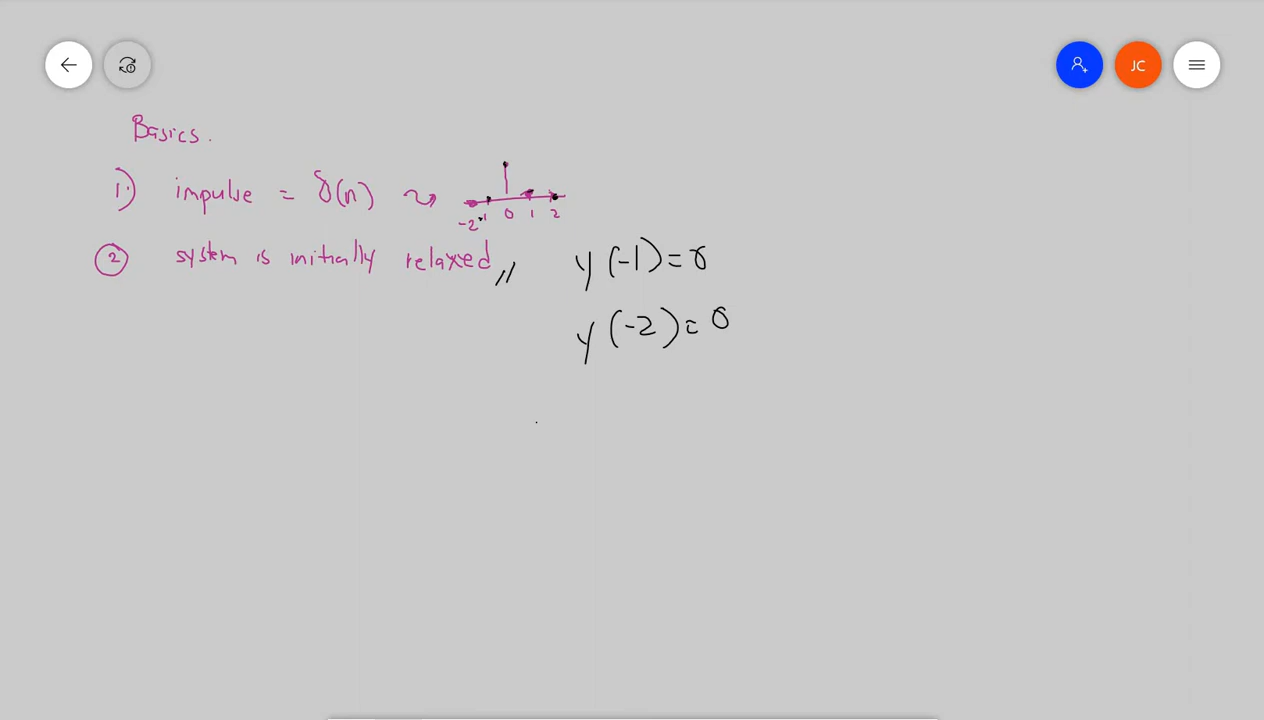 JC
Basics.
1) impulse = δ(n)
-2 -1 0 1 2
② system is initially relaxed // y(-1)=0
y(-2)=0